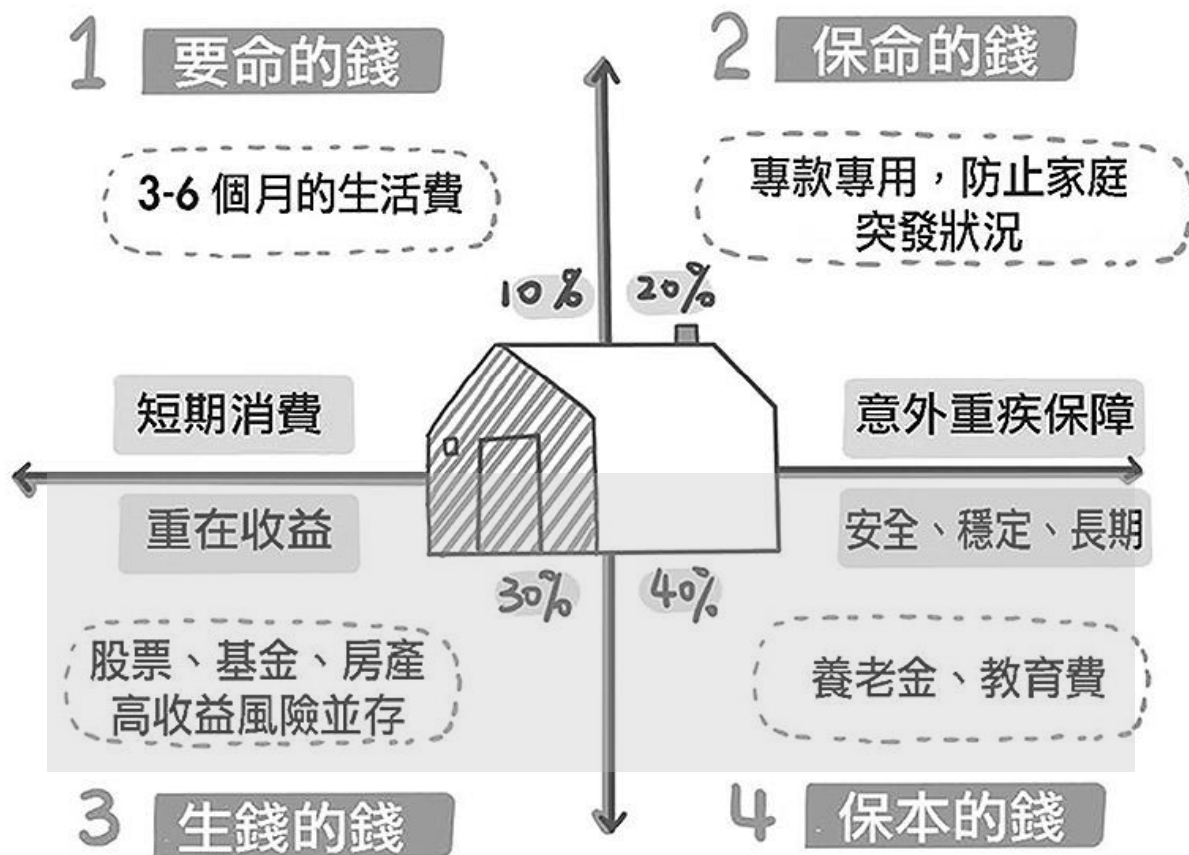 1 要命的錢
3-6 個月的生活費
10%
短期消費
2 保命的錢
專款專用，防止家庭
突發狀況
20%
意外重疾保障
重在收益
30%
股票、基金、房產
高收益風險並存
3 生錢的錢
安全、穩定、長期
40%
養老金、教育費
4 保本的錢